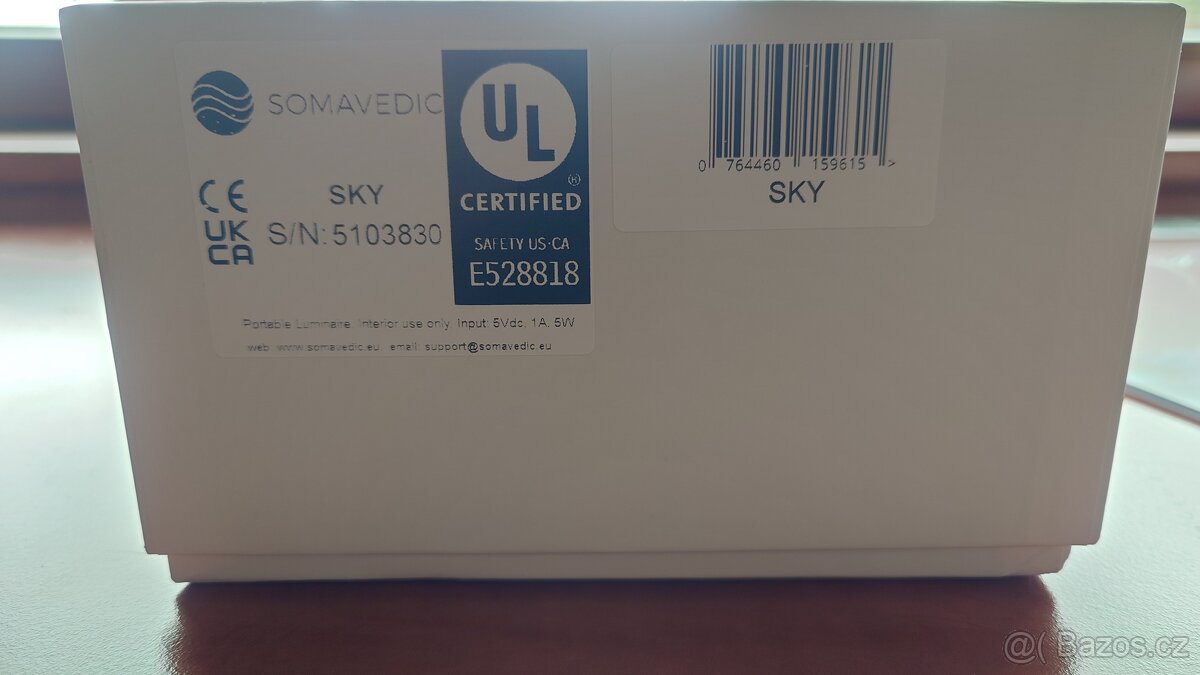 SOMAVEDIC
CE
UK
CA
SKY
S/N: 5103830
UL
®
CERTIFIED
SAFETY US·CA
E528818
Portable Luminaire. Interior use only. Input: 5Vdc, 1A, 5W
web: www.somavedic.eu, email: support@somavedic.eu
0 764460 159615 >
SKY
@( Bazos.cz